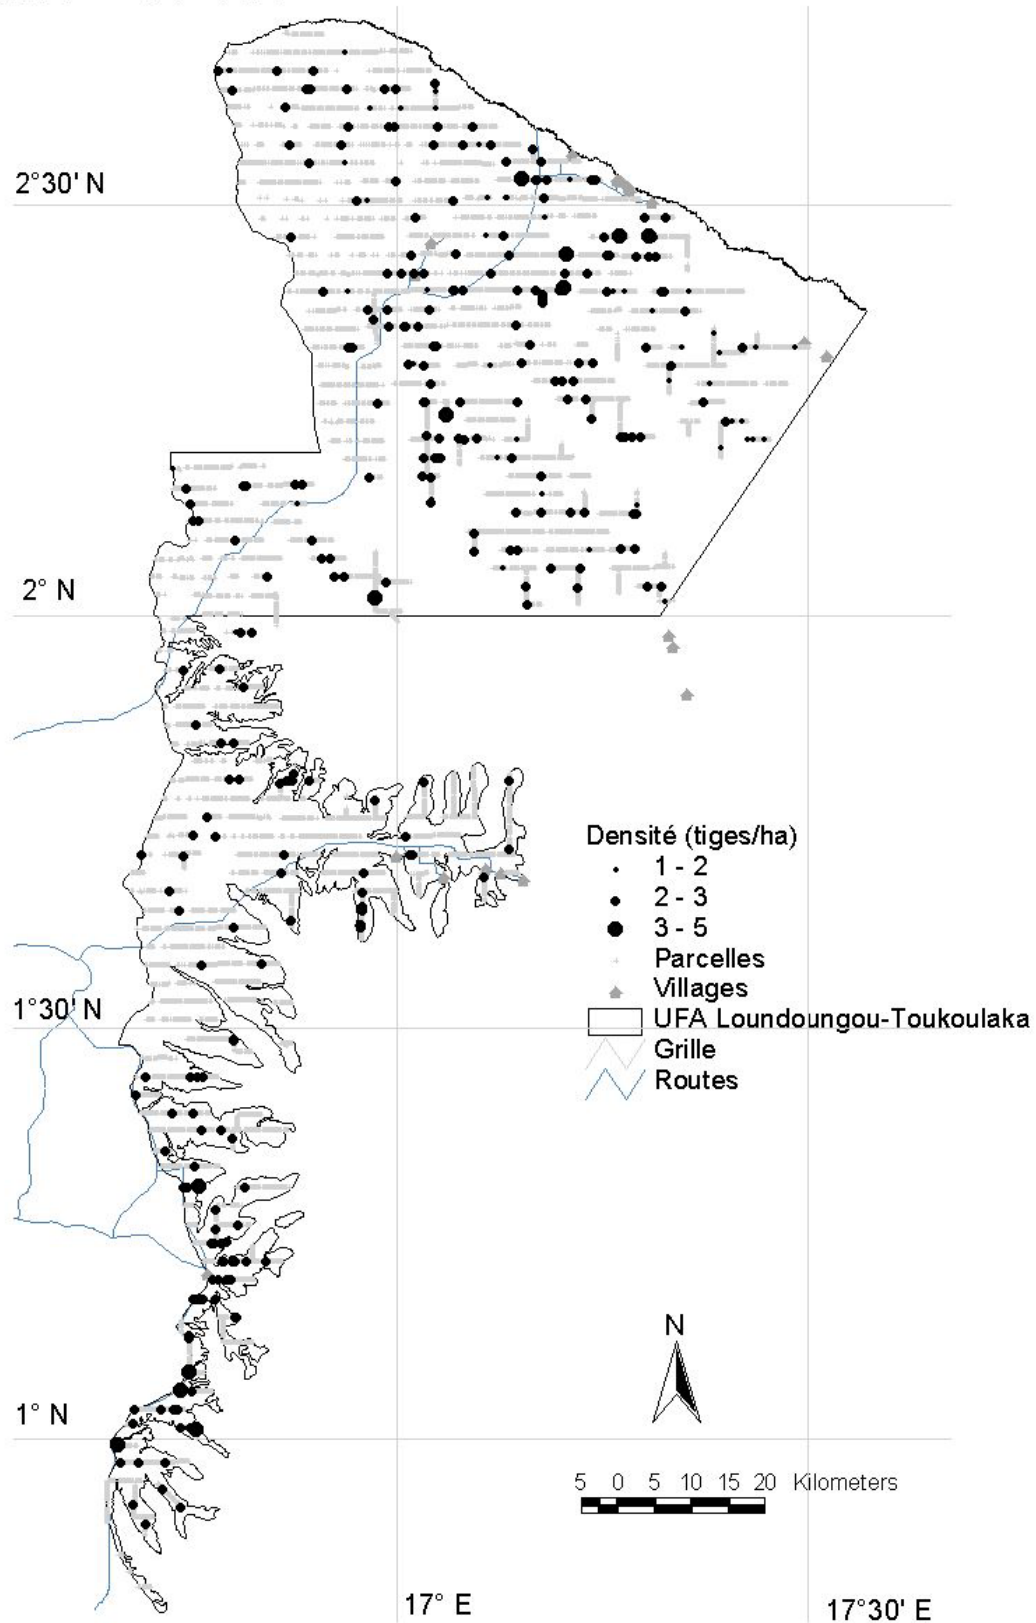 2°30' N
2° N
Densité (tiges/ha)
1 - 2
2 - 3
3 - 5
Parcelles
Villages
UFA Loundoungou-Toukoulaka
Grille
Routes
1°30' N
N
1° N
5 0 5 10 15 20 Kilometers
17° E
17°30' E